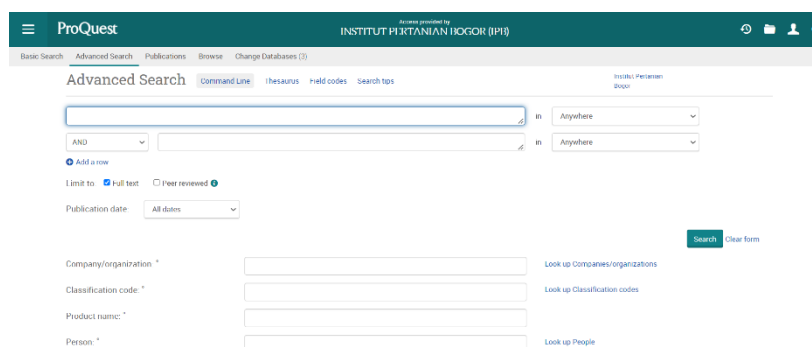 ProQuest
Access provided by
INSTITUT PERTANIAN BOGOR (IPB)
Basic Search Advanced Search Publications Browse Change Databases (3)
Advanced Search Command Line Thesaurus Field codes Search tips
Institut Pertanian
Bogor
in Anywhere
AND in Anywhere
Add a row
Limit to: Full text Peer reviewed
Publication date: All dates
Search Clear form
Company/organization: * Look up Companies/organizations
Classification code: * Look up Classification codes
Product name: *
Person: * Look up People